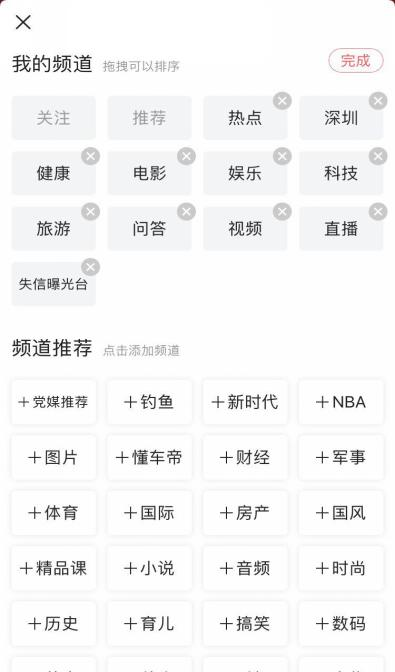 我的频道 拖拽可以排序 完成
关注 推荐 热点 深圳
健康 电影 娱乐 科技
旅游 问答 视频 直播
失信曝光台
频道推荐 点击添加频道
+党媒推荐 +钓鱼 +新时代 +NBA
+图片 +懂车帝 +财经 +军事
+体育 +国际 +房产 +国风
+精品课 +小说 +音频 +时尚
+历史 +育儿 +搞笑 +数码